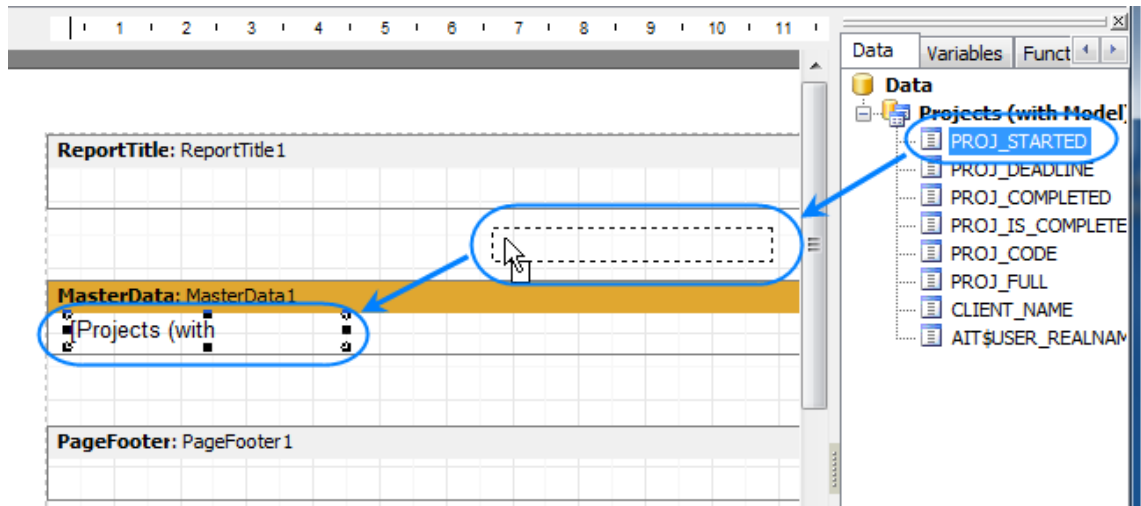 1 2 3 4 5 6 7 8 9 10 11
Data Variables Funct
Data
Projects (with Model)
PROJ_STARTED
PROJ_DEADLINE
PROJ_COMPLETED
PROJ_IS_COMPLETE
PROJ_CODE
PROJ_FULL
CLIENT_NAME
AIT$USER_REALNAM
ReportTitle: ReportTitle1
MasterData: MasterData1
[Projects (with
PageFooter: PageFooter1